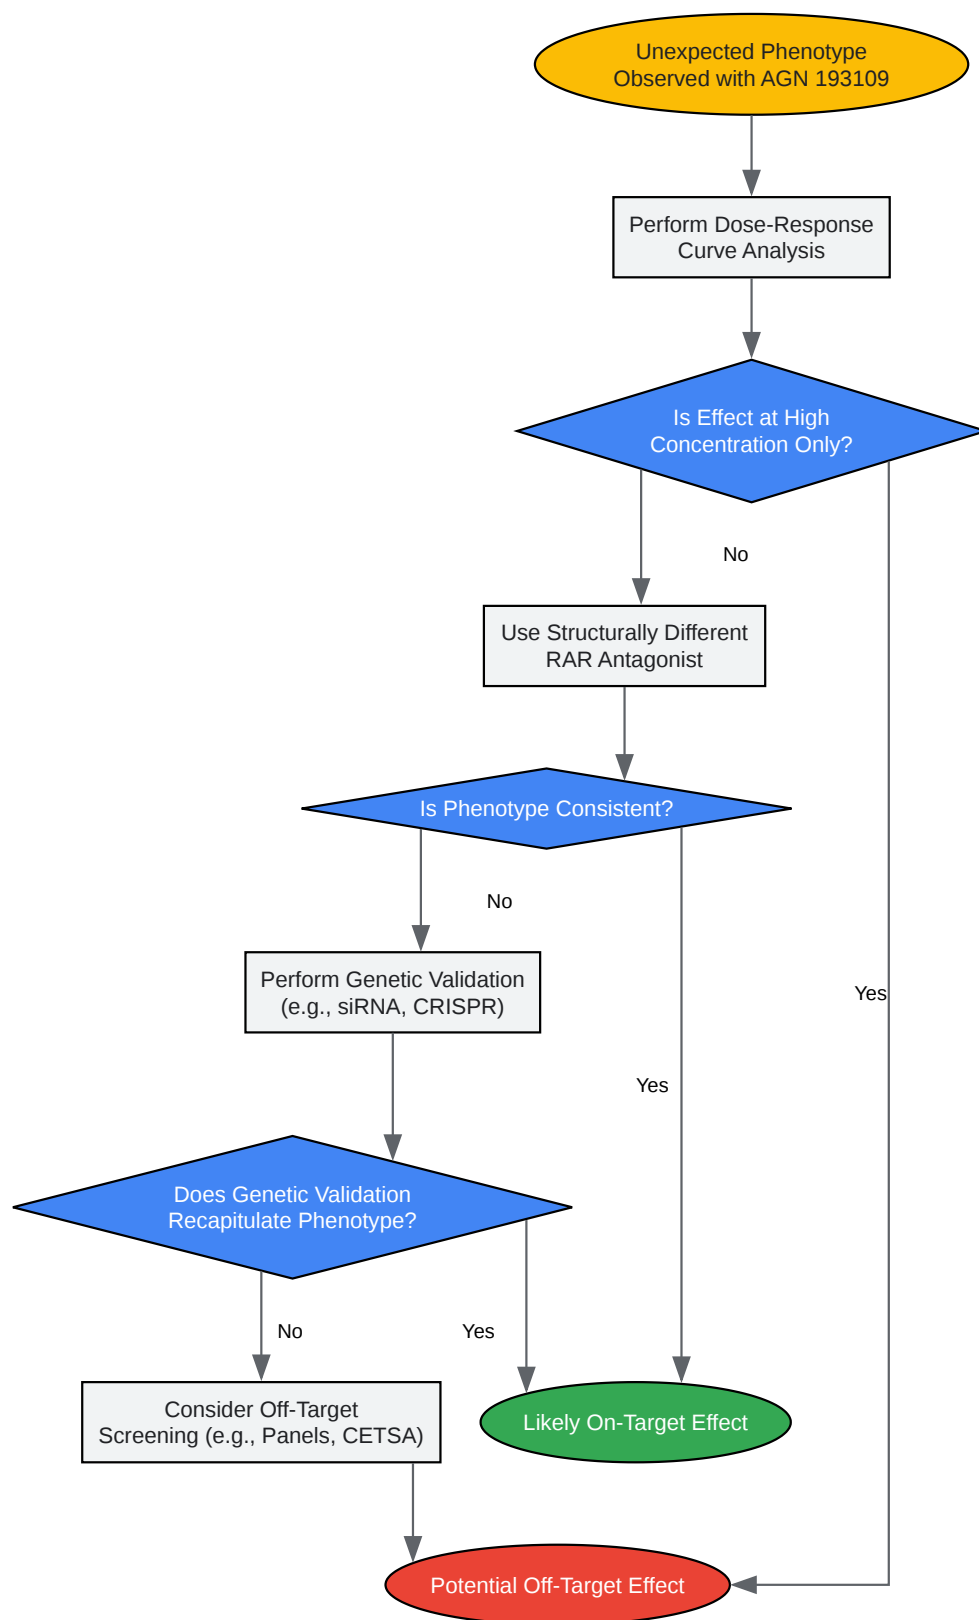 Unexpected Phenotype
Observed with AGN 193109
Perform Dose-Response
Curve Analysis
Is Effect at High
Concentration Only?
No
Use Structurally Different
RAR Antagonist
Is Phenotype Consistent?
No
Perform Genetic Validation
(e.g., siRNA, CRISPR)
Yes
Yes
Does Genetic Validation
Recapitulate Phenotype?
No
Yes
Consider Off-Target
Screening (e.g., Panels, CETSA)
Likely On-Target Effect
Potential Off-Target Effect